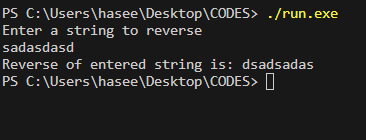 PS C:\Users\hasee\Desktop\CODES> ./run.exe
Enter a string to reverse
sadasdasd
Reverse of entered string is: dsadsadas
PS C:\Users\hasee\Desktop\CODES>